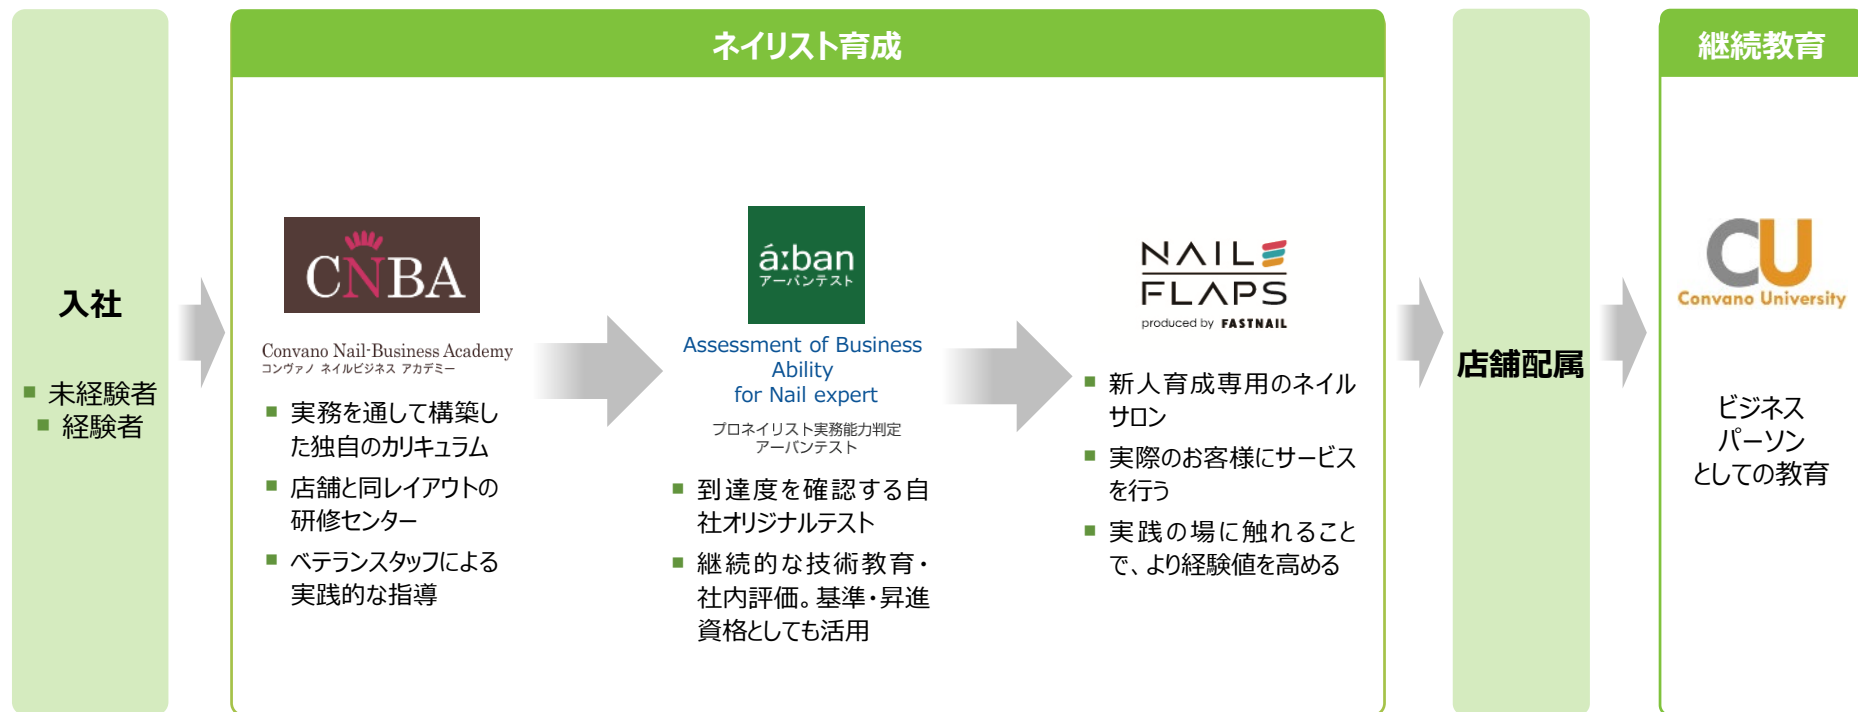 入社
■ 未経験者
■ 経験者
ネイリスト育成
CNBA
Convano Nail-Business Academy
コンヴァノ ネイルビジネス アカデミー
■ 実務を通して構築し
た独自のカリキュラム
■ 店舗と同レイアウトの
研修センター
■ ベテランスタッフによる
実践的な指導
á:ban
アーバンテスト
Assessment of Business
Ability
for Nail expert
プロネイリスト実務能力判定
アーバンテスト
■ 到達度を確認する自
社オリジナルテスト
■ 継続的な技術教育・
社内評価。基準・昇進
資格としても活用
NAIL
FLAPS
produced by FASTNAIL
■ 新人育成専用のネイル
サロン
■ 実際のお客様にサービス
を行う
■ 実践の場に触れること
で、より経験値を高める
店舗配属
継続教育
CU
Convano University
ビジネス
パーソン
としての教育